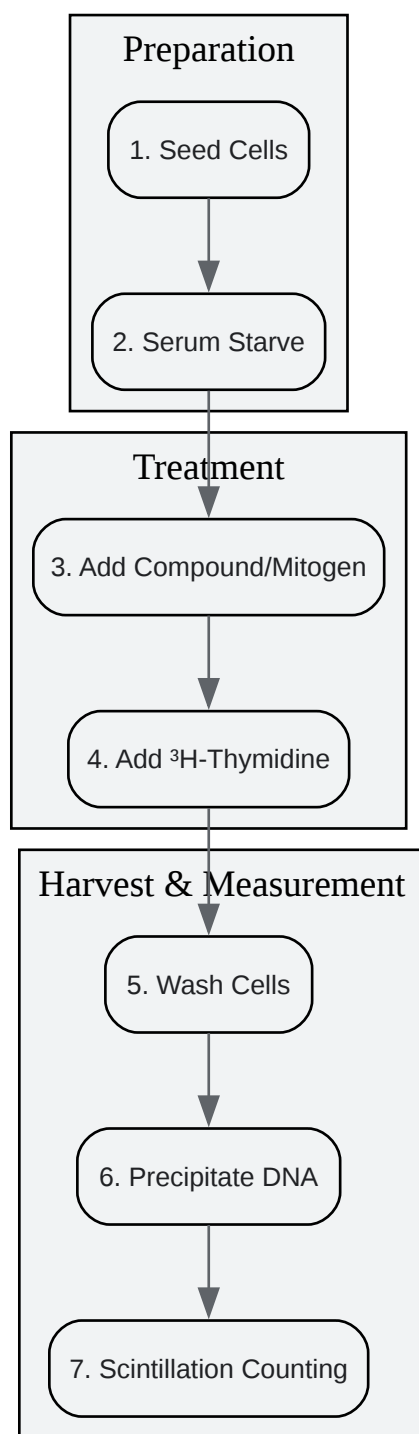 Preparation
1. Seed Cells
2. Serum Starve
Treatment
3. Add Compound/Mitogen
4. Add ³H-Thymidine
Harvest & Measurement
5. Wash Cells
6. Precipitate DNA
7. Scintillation Counting